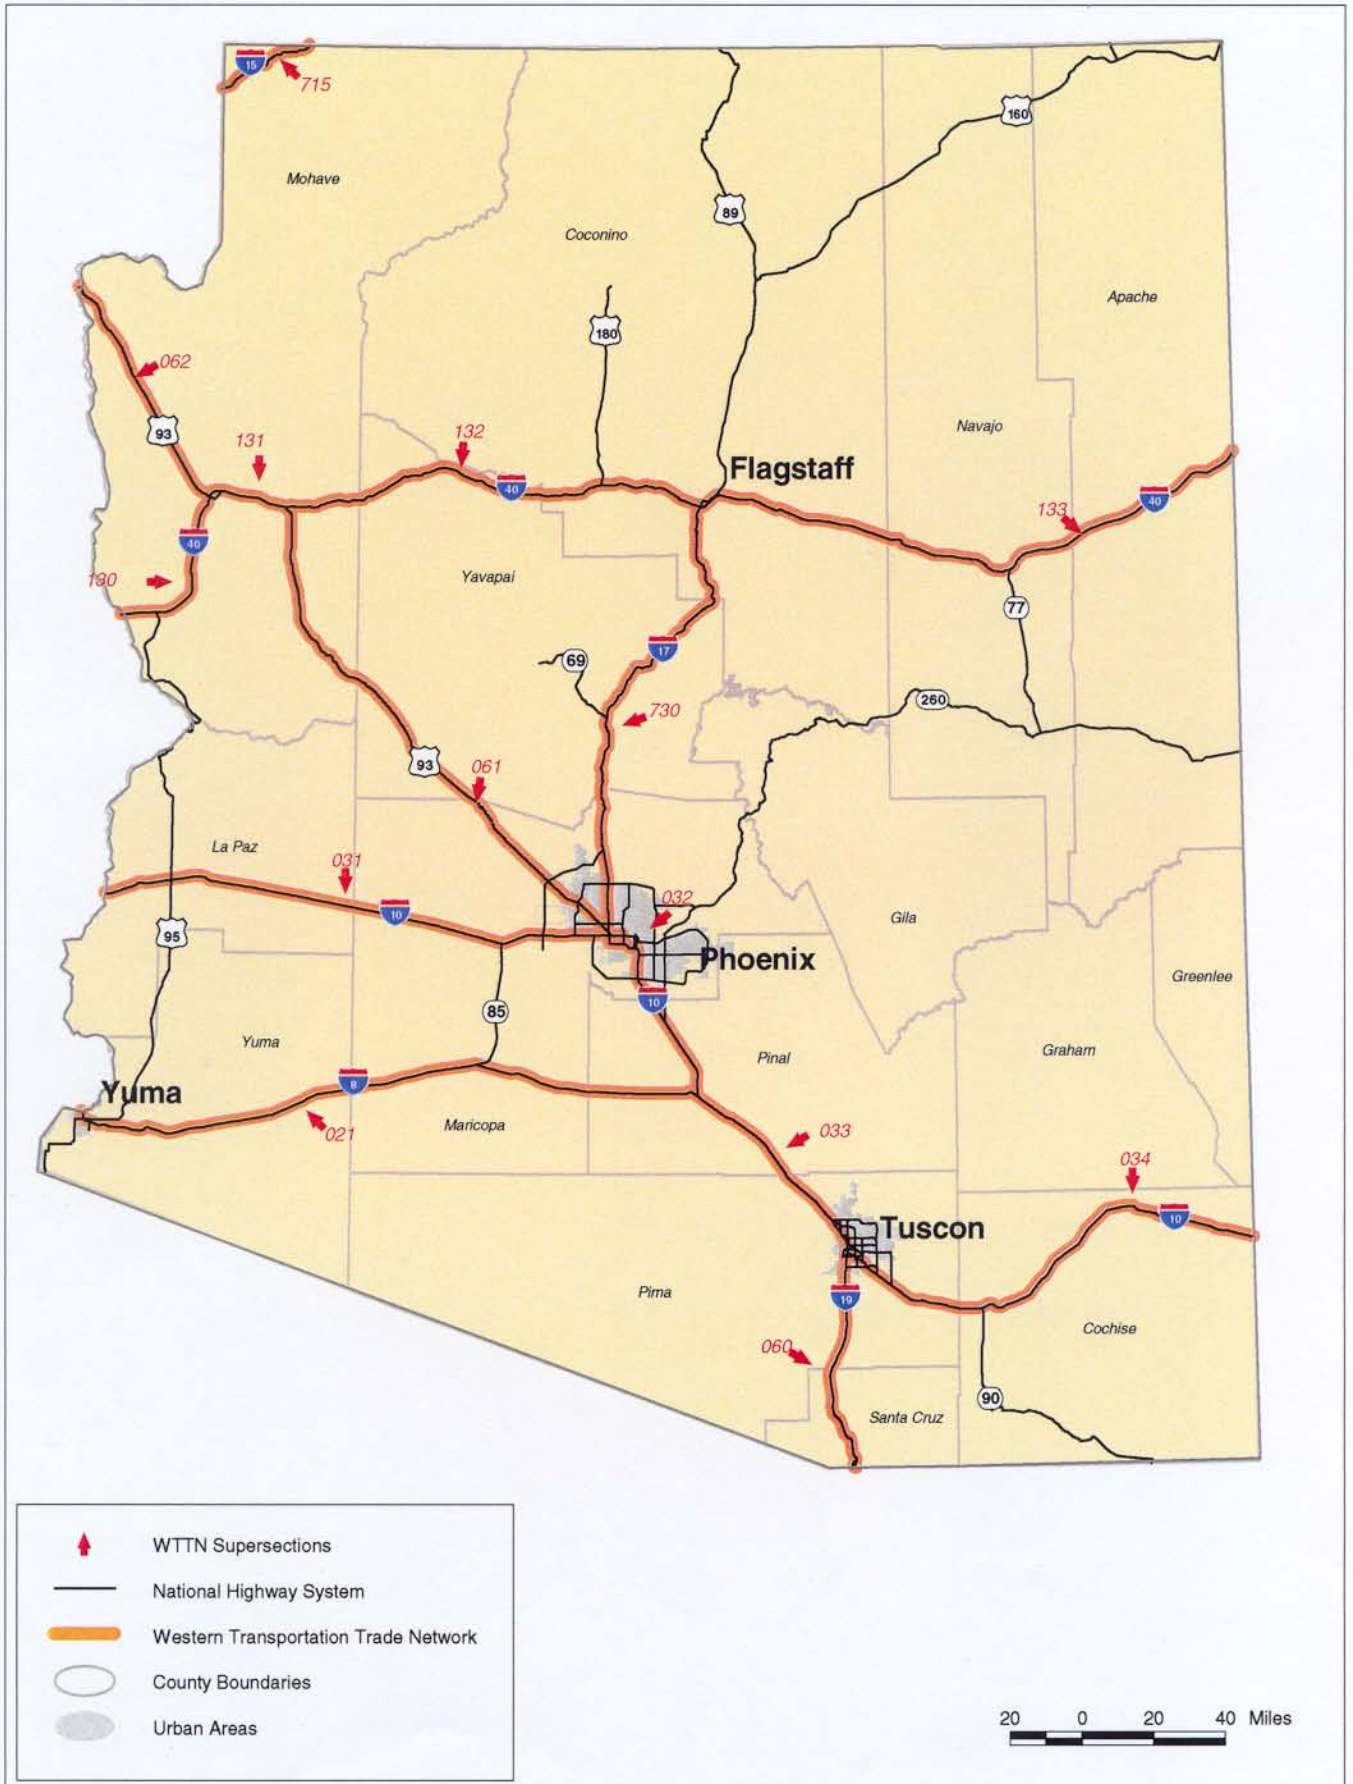 15
715
160
Mohave
89
Coconino
Apache
180
062
93
131
132
Navajo
Flagstaff
40
40
133
40
130
Yavapai
77
17
69
260
730
93
061
La Paz
031
032
10
Gila
95
Phoenix
Greenlee
10
85
Yuma
Graham
Pinal
8
Yuma
Maricopa
021
033
034
10
Tuscon
Pima
19
Cochise
060
90
Santa Cruz
WTTN Supersections
National Highway System
Western Transportation Trade Network
County Boundaries
Urban Areas
20 0 20 40 Miles